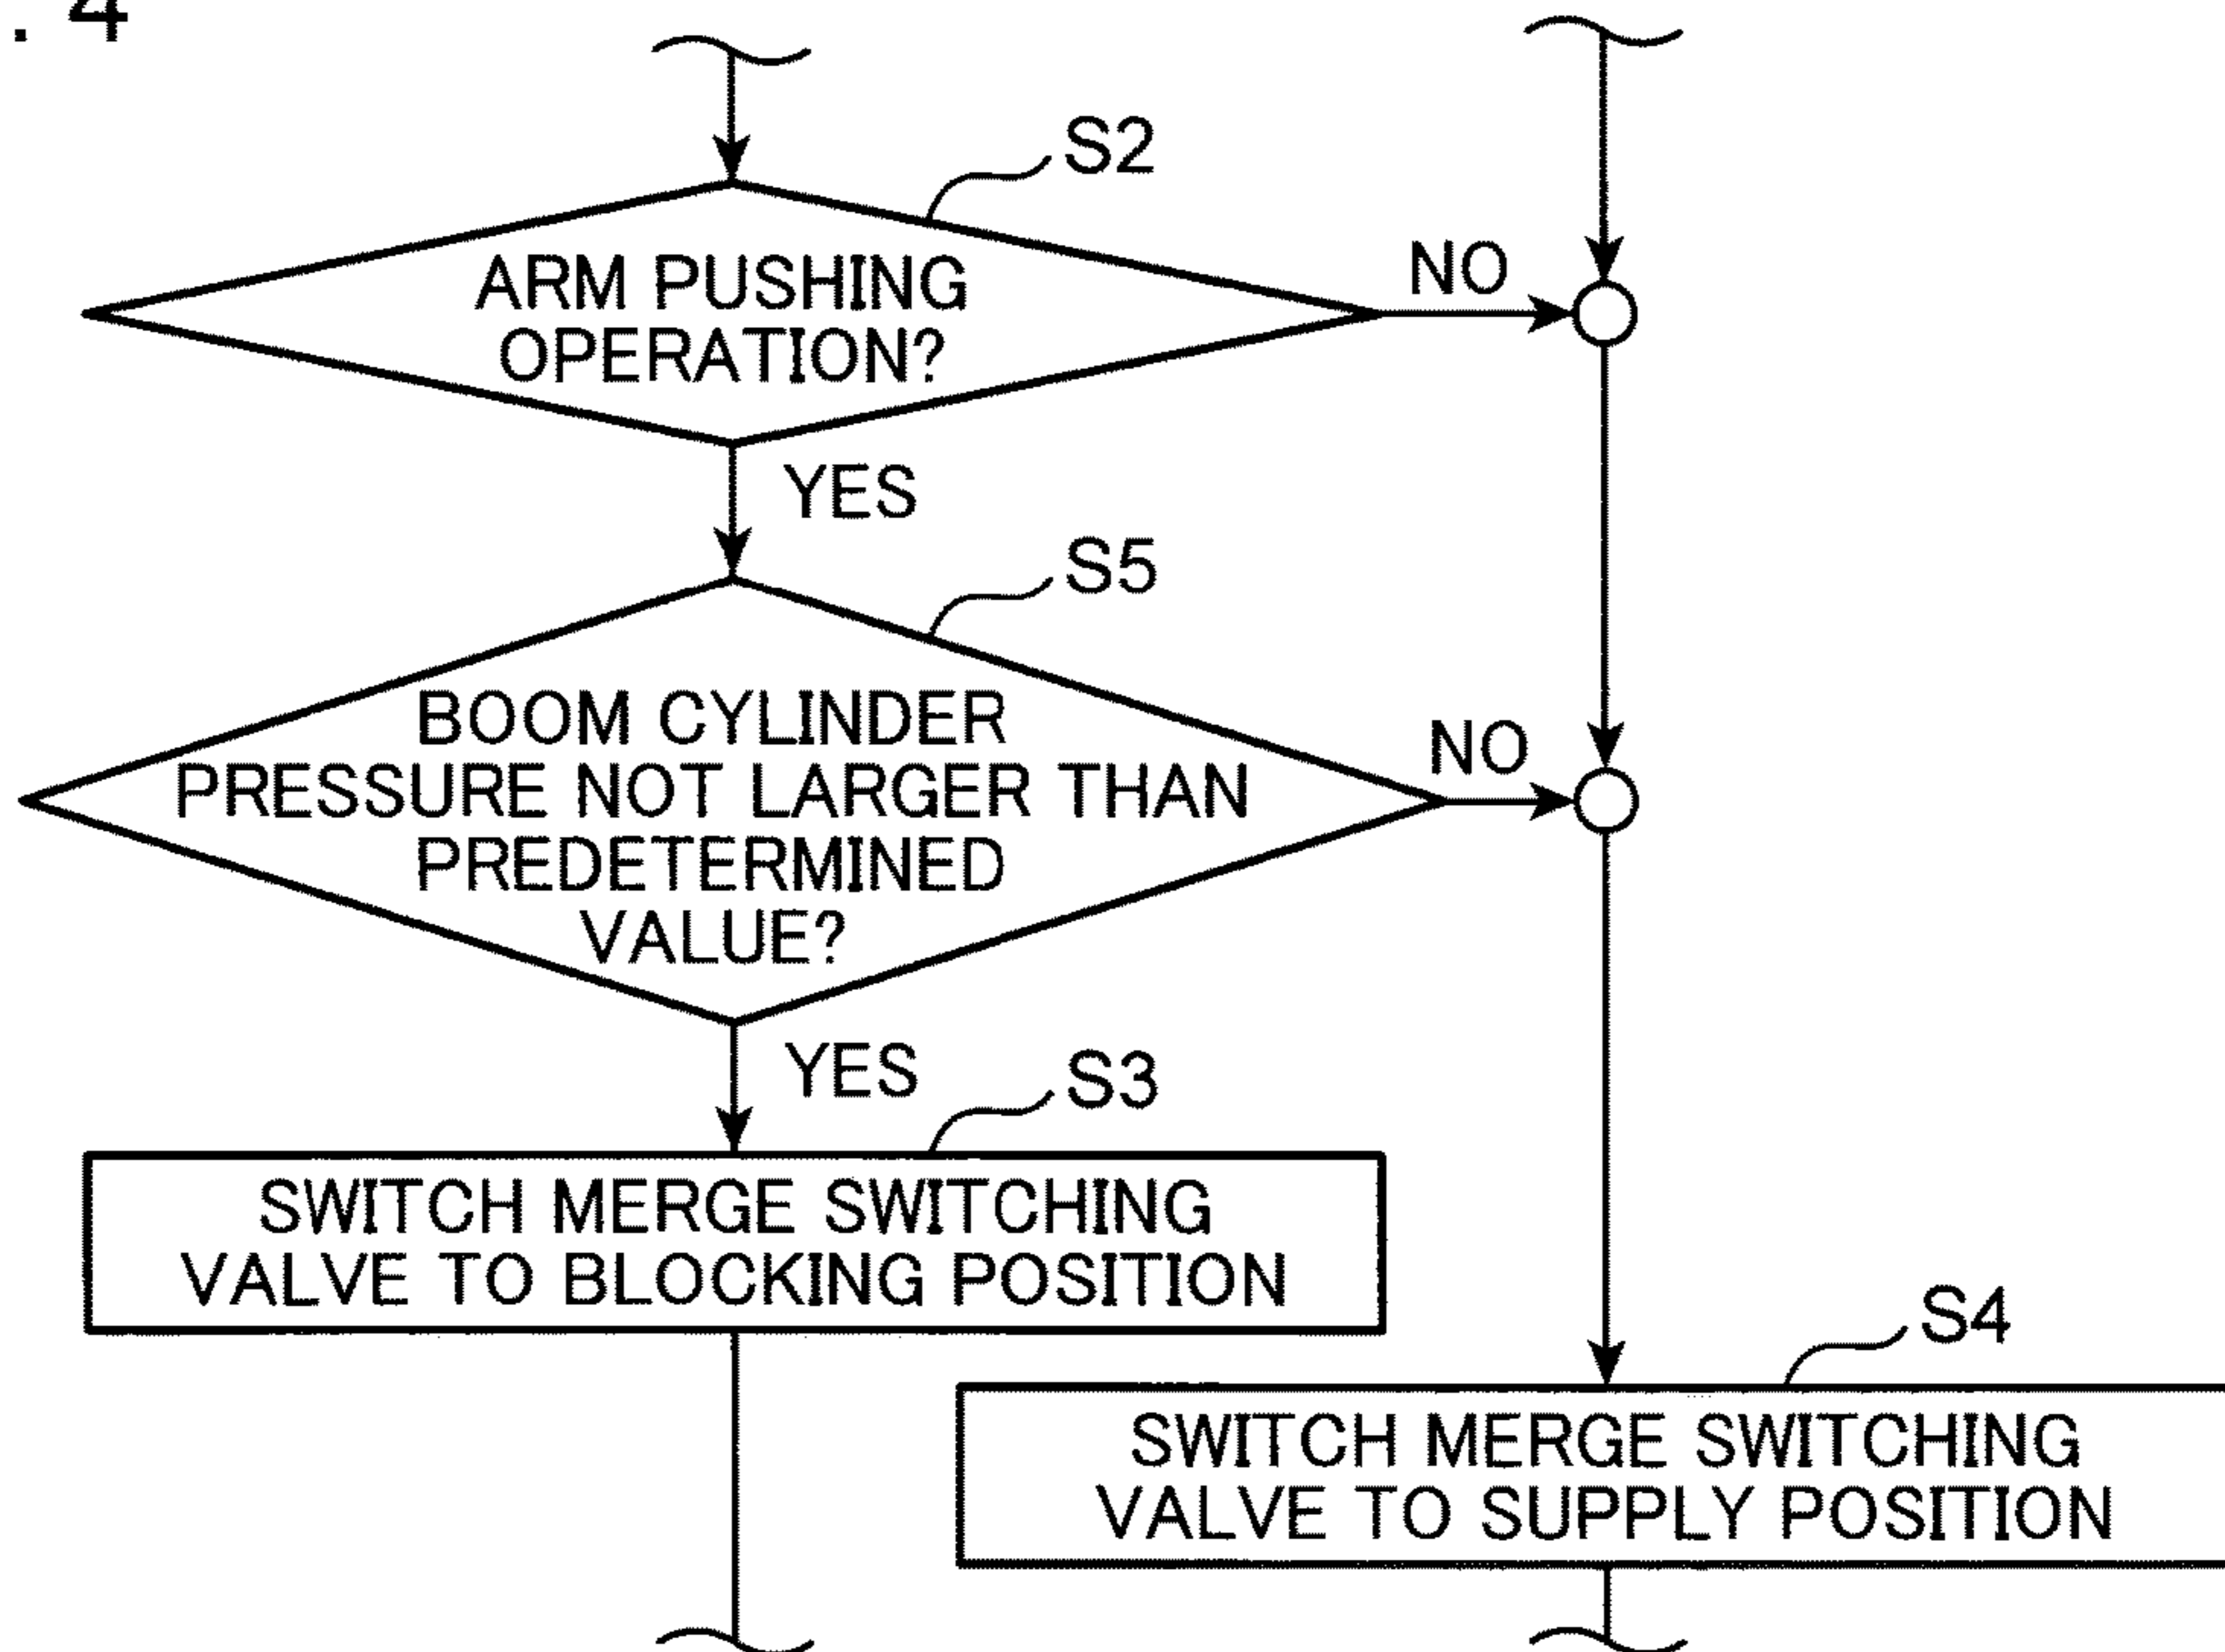 . 4
S2
ARM PUSHING
OPERATION?
NO
YES
S5
BOOM CYLINDER
PRESSURE NOT LARGER THAN
PREDETERMINED
VALUE?
NO
YES
S3
SWITCH MERGE SWITCHING
VALVE TO BLOCKING POSITION
S4
SWITCH MERGE SWITCHING
VALVE TO SUPPLY POSITION